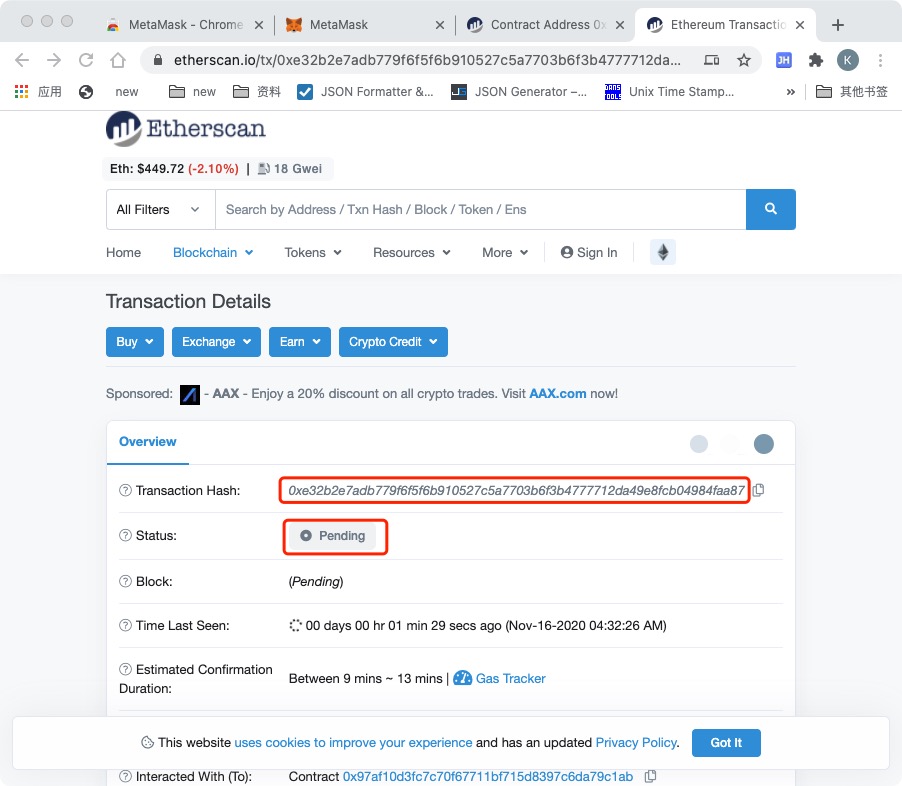 MetaMask - Chrome
MetaMask
Contract Address 0x
Ethereum Transactio
etherscan.io/tx/0xe32b2e7adb779f6f5f6b910527c5a7703b6f3b4777712da...
JH
K
应用
new
new
资料
JSON Formatter &...
JSON Generator –...
Unix Time Stamp...
»
其他书签
Etherscan
Eth: $449.72 (-2.10%) | 18 Gwei
All Filters
Search by Address / Txn Hash / Block / Token / Ens
Home
Blockchain
Tokens
Resources
More
Sign In
Transaction Details
Buy
Exchange
Earn
Crypto Credit
Sponsored: - AAX - Enjoy a 20% discount on all crypto trades. Visit AAX.com now!
Overview
Transaction Hash: 0xe32b2e7adb779f6f5f6b910527c5a7703b6f3b4777712da49e8fcb04984faa87
Status: Pending
Block: (Pending)
Time Last Seen: 00 days 00 hr 01 min 29 secs ago (Nov-16-2020 04:32:26 AM)
Estimated Confirmation
Duration:
Between 9 mins ~ 13 mins | Gas Tracker
This website uses cookies to improve your experience and has an updated Privacy Policy.
Got It
Interacted With (To): Contract 0x97af10d3fc7c70f67711bf715d8397c6da79c1ab